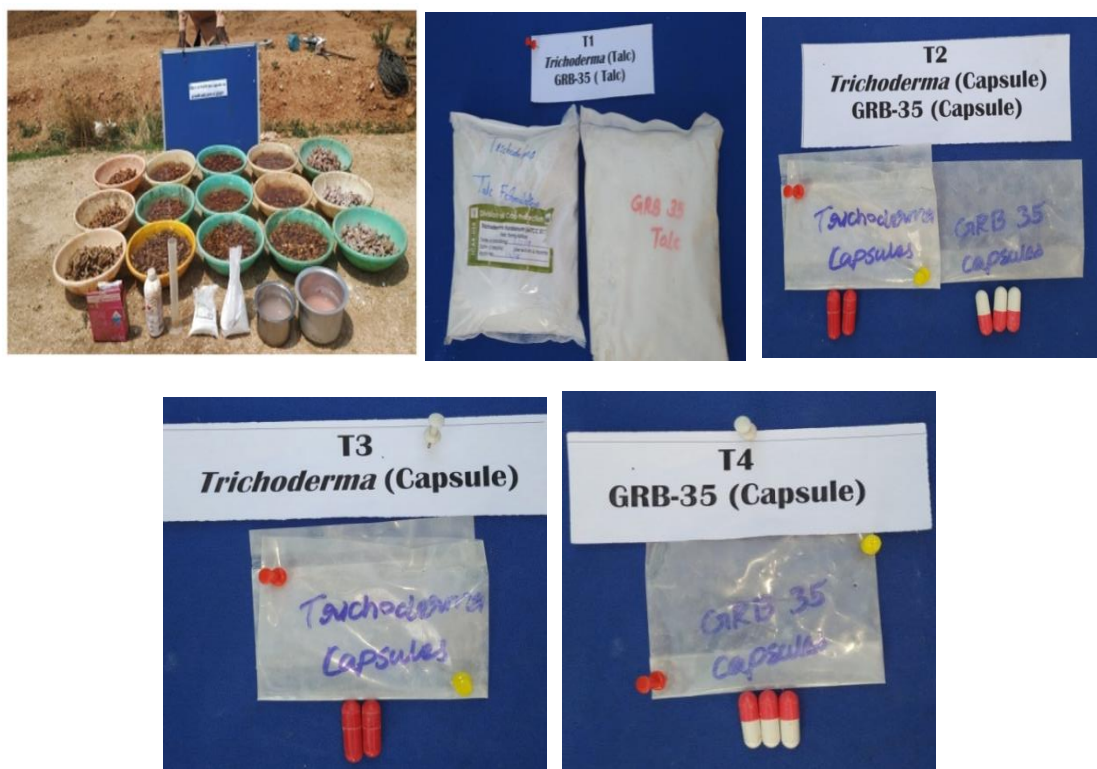 T1
Trichoderma (Talc)
GRB-35 ( Talc)
Trichoderma
Talc Formulation
GRB 35
Talc
T2
Trichoderma (Capsule)
GRB-35 (Capsule)
Trichoderma
Capsules
GRB 35
capsules
T3
Trichoderma (Capsule)
Trichoderma
Capsules
T4
GRB-35 (Capsule)
GRB 35
capsules